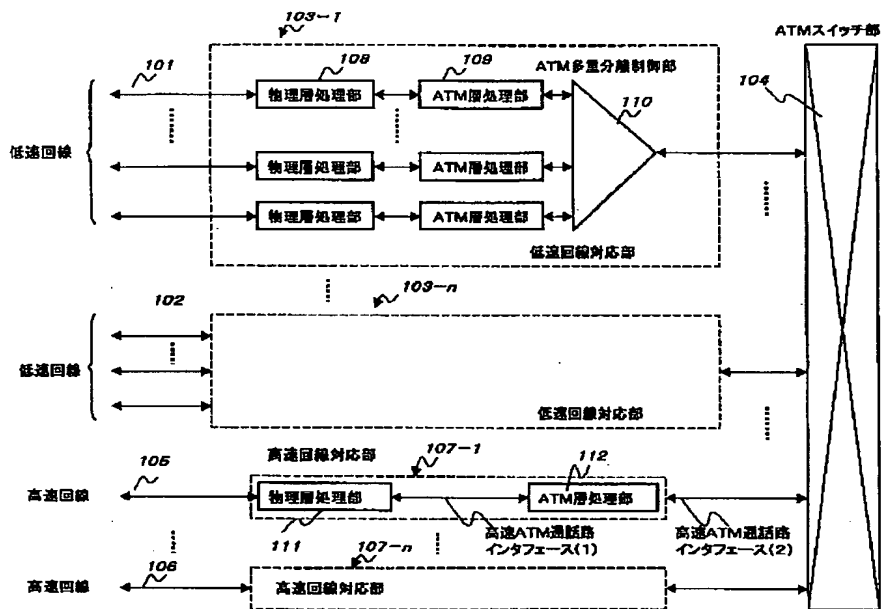 103-1
ATMスイッチ部
101
108
109
ATM多重分離制御部
104
物理層処理部
ATM層処理部
110
低速回線
物理層処理部
ATM層処理部
物理層処理部
ATM層処理部
低速回線対応部
102
103-n
低速回線
低速回線対応部
105
高速回線対応部
107-1
112
高速回線
物理層処理部
ATM層処理部
111
高速ATM通話路
インタフェース(1)
高速ATM通話路
インタフェース(2)
106
107-n
高速回線
高速回線対応部